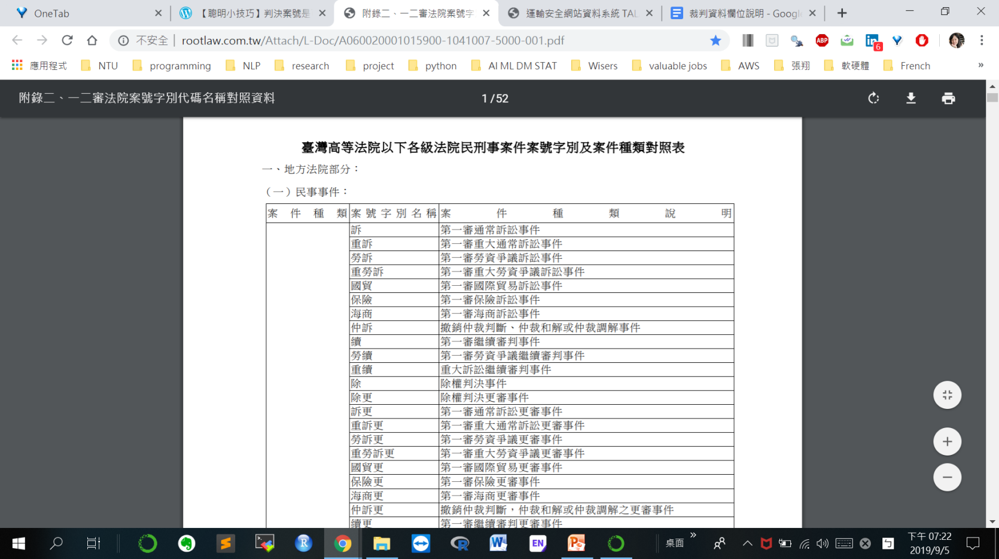 OneTab
【聰明小技巧】判決案號是
附錄二、一二審法院案號字
運輸安全網站資料系統 TAL
裁判資料欄位說明 - Google
不安全 | rootlaw.com.tw/Attach/L-Doc/A060020001015900-1041007-5000-001.pdf
ABP
6
應用程式 NTU programming NLP research project python AI ML DM STAT Wisers valuable jobs AWS 張翔 軟硬體 French »
附錄二、一二審法院案號字別代碼名稱對照資料
1 / 52
臺灣高等法院以下各級法院民刑事案件案號字別及案件種類對照表
一、地方法院部分：
（一）民事事件：
案件種類 案號字別名稱 案件種類說明
訴 第一審通常訴訟事件
重訴 第一審重大通常訴訟事件
勞訴 第一審勞資爭議訴訟事件
重勞訴 第一審重大勞資爭議訴訟事件
國貿 第一審國際貿易訴訟事件
保險 第一審保險訴訟事件
海商 第一審海商訴訟事件
仲訴 撤銷仲裁判斷、仲裁和解或仲裁調解事件
續 第一審繼續審判事件
勞續 第一審勞資爭議繼續審判事件
重續 重大訴訟繼續審判事件
除 除權判決事件
除更 除權判決更審事件
訴更 第一審通常訴訟更審事件
重訴更 第一審重大通常訴訟更審事件
勞訴更 第一審勞資爭議更審事件
重勞訴更 第一審重大勞資爭議更審事件
國貿更 第一審國際貿易更審事件
保險更 第一審保險更審事件
海商更 第一審海商更審事件
仲訴更 撤銷仲裁判斷，仲裁和解或仲裁調解之更審事件
續更 第一審繼續審判更審事件
R
R
W
EN
P
桌面 »
下午 07:22
2019/9/5